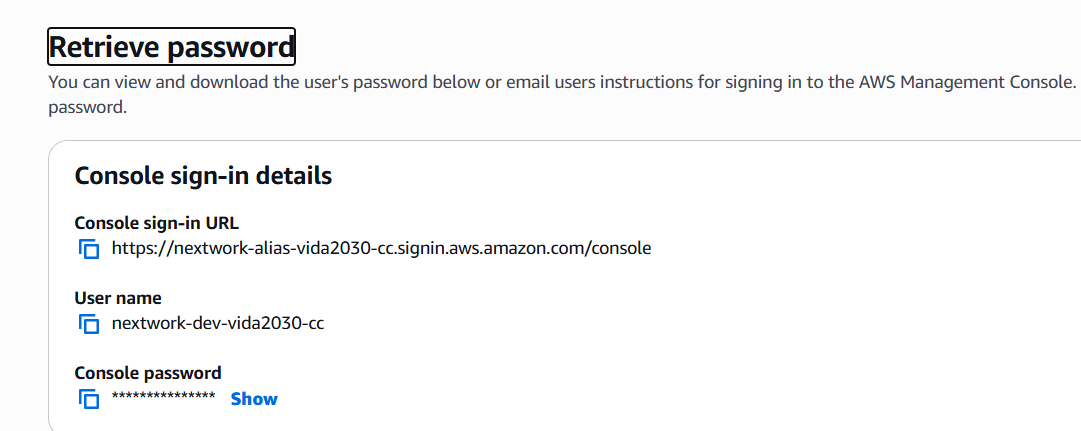 Retrieve password
You can view and download the user's password below or email users instructions for signing in to the AWS Management Console.
password.
Console sign-in details
Console sign-in URL
https://nextwork-alias-vida2030-cc.signin.aws.amazon.com/console
User name
nextwork-dev-vida2030-cc
Console password
*************** Show